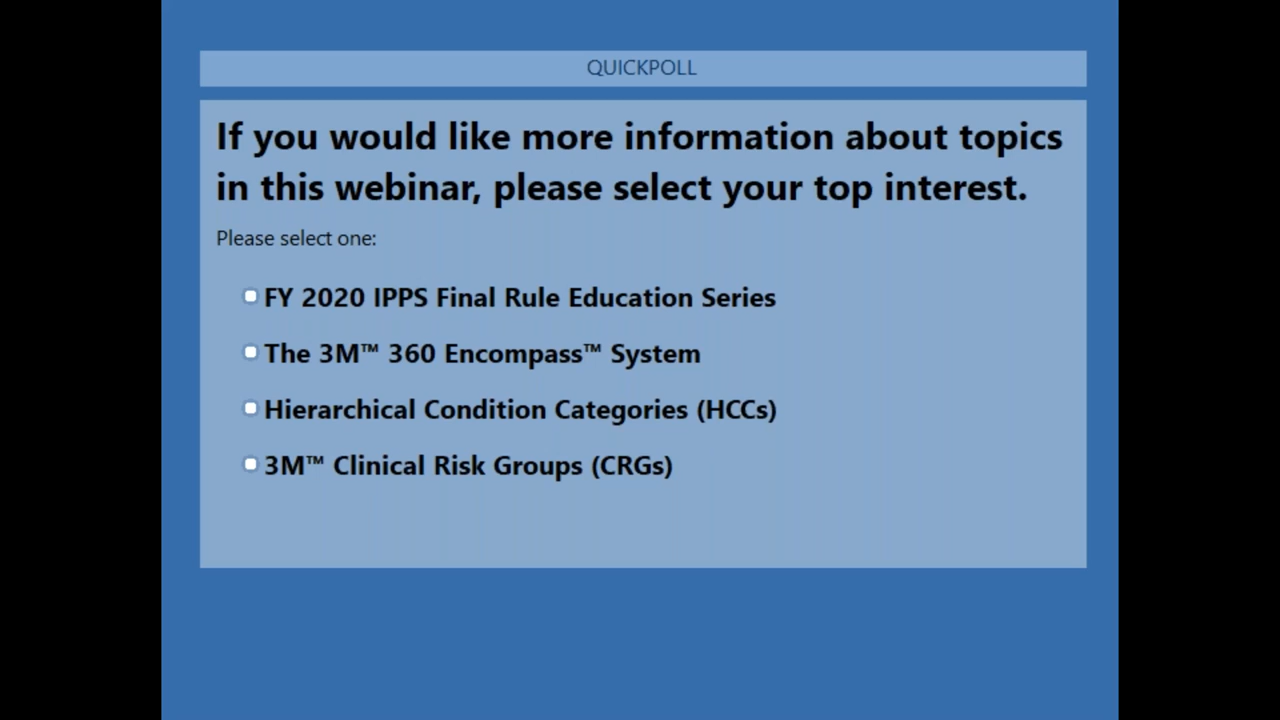 QUICKPOLL
If you would like more information about topics
in this webinar, please select your top interest.
Please select one:
FY 2020 IPPS Final Rule Education Series
The 3M™ 360 Encompass™ System
Hierarchical Condition Categories (HCCs)
3M™ Clinical Risk Groups (CRGs)